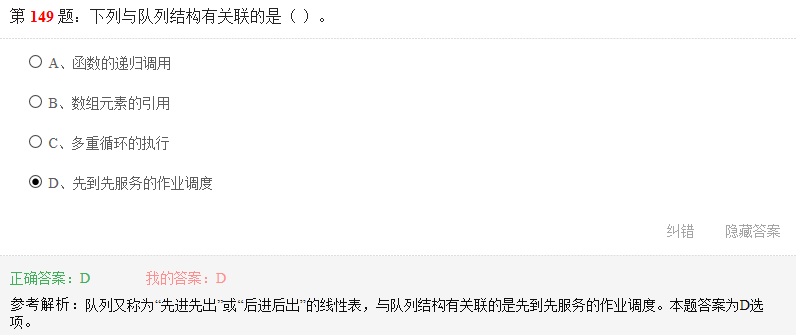 第 149 题：下列与队列结构有关联的是（ ）。
A、函数的递归调用
B、数组元素的引用
C、多重循环的执行
D、先到先服务的作业调度
纠错 隐藏答案
正确答案：D 我的答案：D
参考解析：队列又称为“先进先出”或“后进后出”的线性表，与队列结构有关联的是先到先服务的作业调度。本题答案为D选
项。